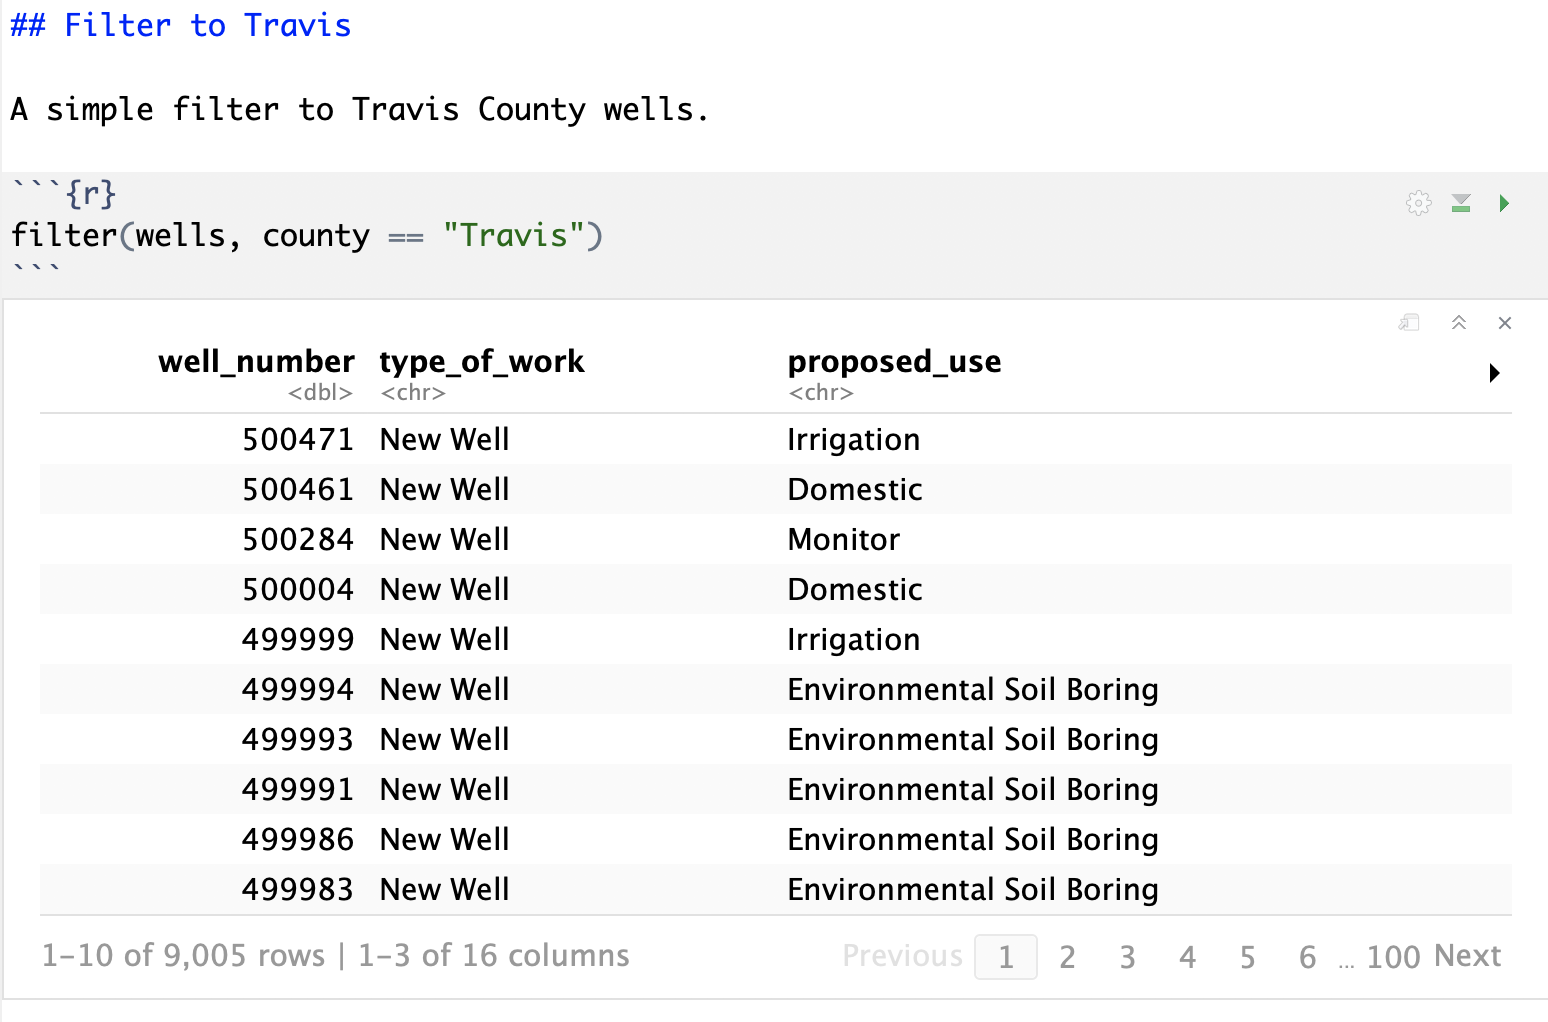 ## Filter to Travis
A simple filter to Travis County wells.
```{r}
filter(wells, county == "Travis")
```
well_number type_of_work proposed_use
<dbl> <chr> <chr>
500471 New Well Irrigation
500461 New Well Domestic
500284 New Well Monitor
500004 New Well Domestic
499999 New Well Irrigation
499994 New Well Environmental Soil Boring
499993 New Well Environmental Soil Boring
499991 New Well Environmental Soil Boring
499986 New Well Environmental Soil Boring
499983 New Well Environmental Soil Boring
1-10 of 9,005 rows | 1-3 of 16 columns Previous 1 2 3 4 5 6 ... 100 Next